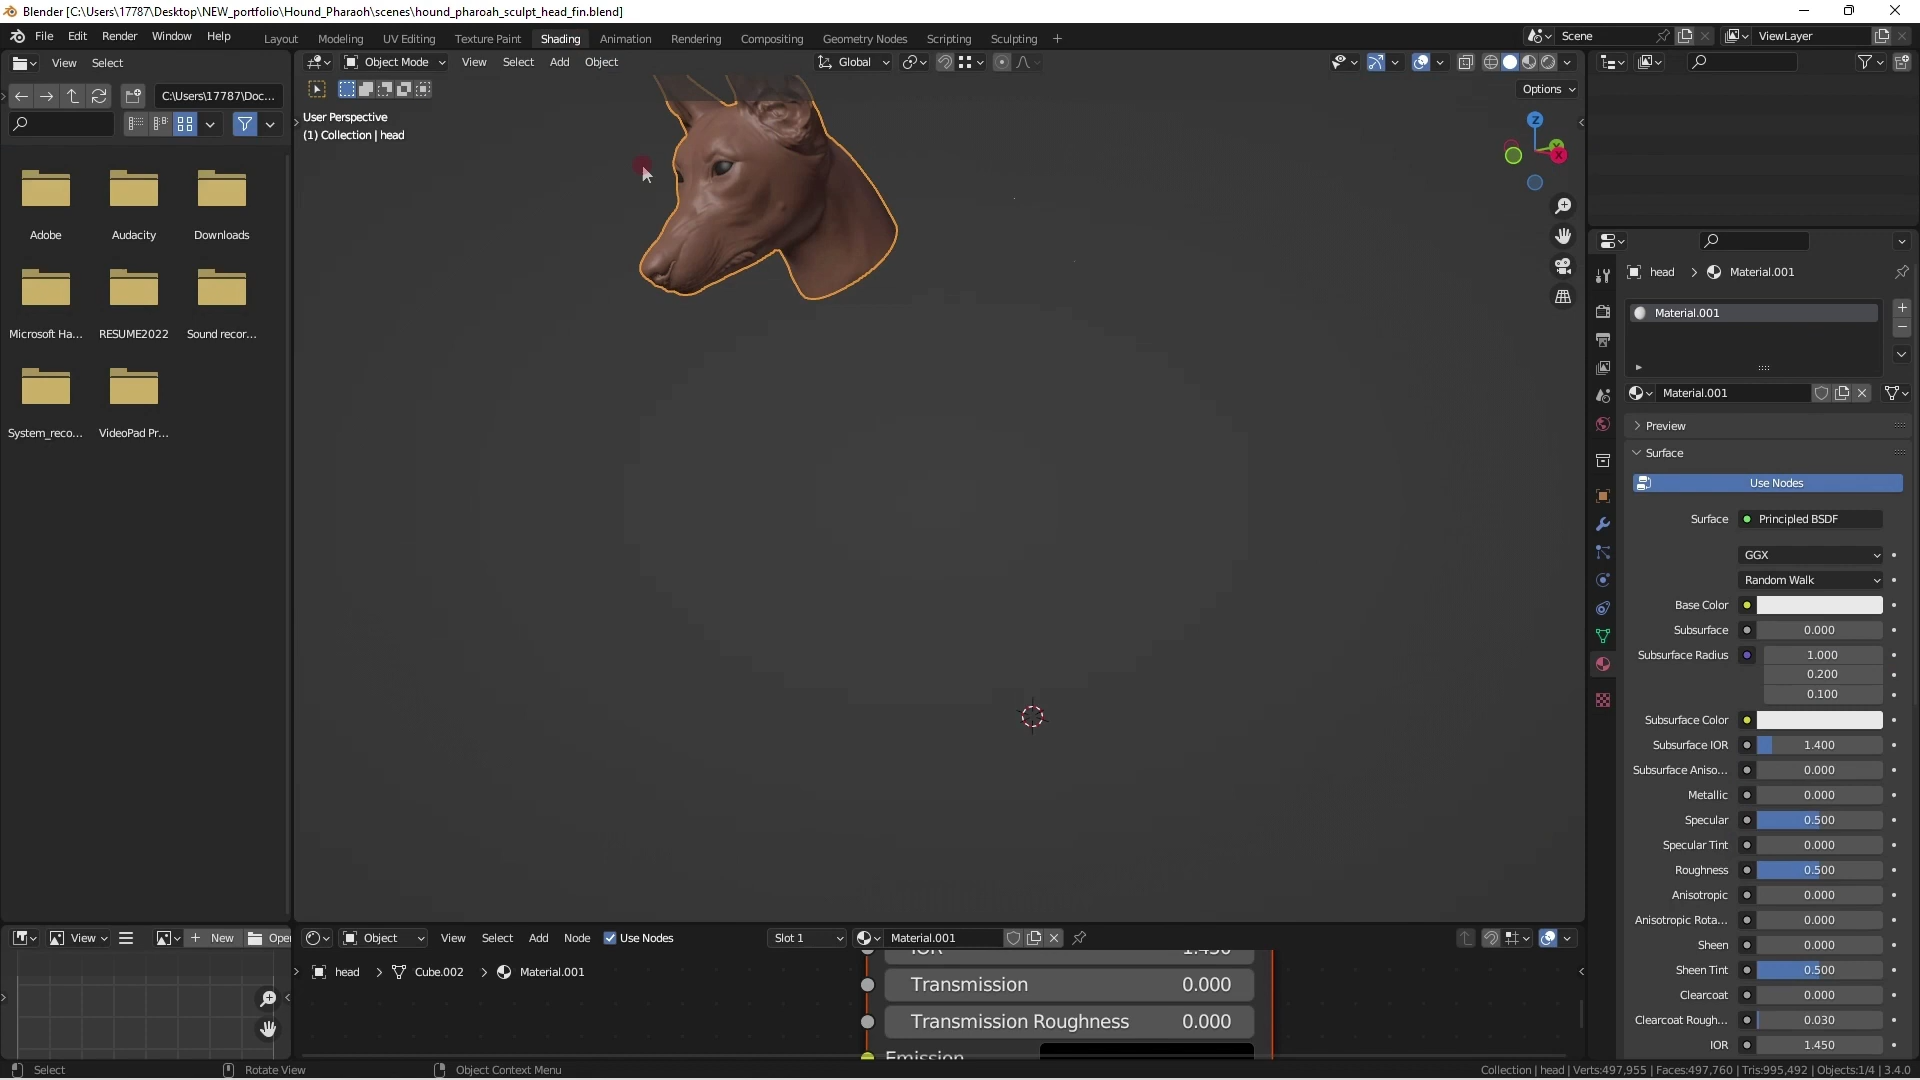 Blender [C:\Users\17787\Desktop\NEW_portfolio\Hound_Pharaoh\scenes\hound_pharoah_sculpt_head_fin.blend]
File Edit Render Window Help Layout Modeling UV Editing Texture Paint Shading Animation Rendering Compositing Geometry Nodes Scripting Sculpting + Scene ViewLayer
View Select
Object Mode View Select Add Object Global
C:\Users\17787\Doc...
Options
User Perspective
(1) Collection | head
Z
Y
X
Adobe Audacity Downloads
Microsoft Ha... RESUME2022 Sound recor...
System_reco... VideoPad Pr...
head > Material.001
Material.001
Material.001
Preview
Surface
Use Nodes
Surface Principled BSDF
GGX
Random Walk
Base Color
Subsurface 0.000
Subsurface Radius 1.000
0.200
0.100
Subsurface Color
Subsurface IOR 1.400
Subsurface Aniso... 0.000
Metallic 0.000
Specular 0.500
Specular Tint 0.000
Roughness 0.500
Anisotropic 0.000
Anisotropic Rota... 0.000
Sheen 0.000
Sheen Tint 0.500
Clearcoat 0.000
Clearcoat Rough... 0.030
IOR 1.450
View + New Ope
Object View Select Add Node Use Nodes Slot 1 Material.001
head > Cube.002 > Material.001
IOR 1.450
Transmission 0.000
Transmission Roughness 0.000
Emission
Select Rotate View Object Context Menu
Collection | head | Verts:497,955 | Faces:497,760 | Tris:995,492 | Objects:1/4 | 3.4.0